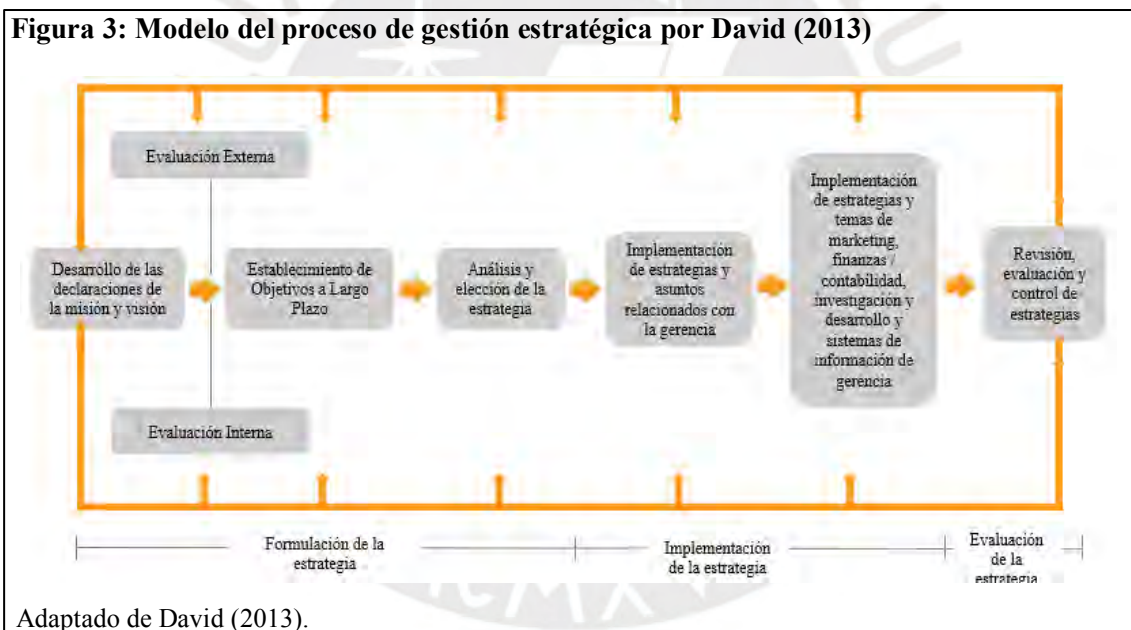 Figura 3: Modelo del proceso de gestión estratégica por David (2013)
Evaluación Externa
Desarrollo de las
declaraciones de
la misión y visión
Establecimiento de
Objetivos a Largo
Plazo
Análisis y
elección de la
estrategia
Implementación
de estrategias y
asuntos
relacionados con
la gerencia
Implementación
de estrategias y
temas de
marketing,
finanzas /
contabilidad,
investigación y
desarrollo y
sistemas de
información de
gerencia
Revisión,
evaluación y
control de
estrategias
Evaluación Interna
Formulación de la
estrategia
Implementación
de la estrategia
Evaluación
de la
estrategia
Adaptado de David (2013).